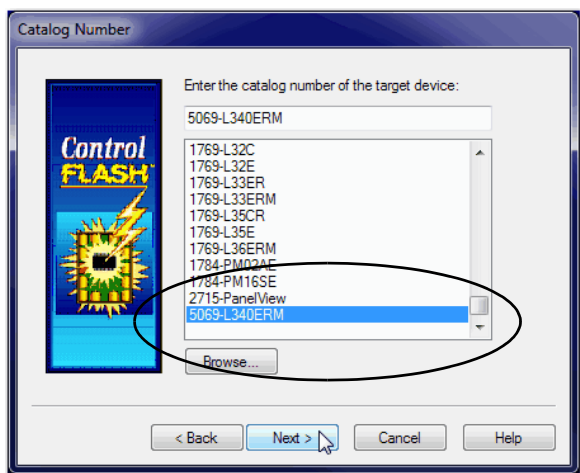 Catalog Number
Enter the catalog number of the target device:
5069-L340ERM
Control
FLASH
1769-L32C
1769-L32E
1769-L33ER
1769-L33ERM
1769-L35CR
1769-L35E
1769-L36ERM
1784-PM02AE
1784-PM16SE
2715-PanelView
5069-L340ERM
Browse...
< Back
Next >
Cancel
Help